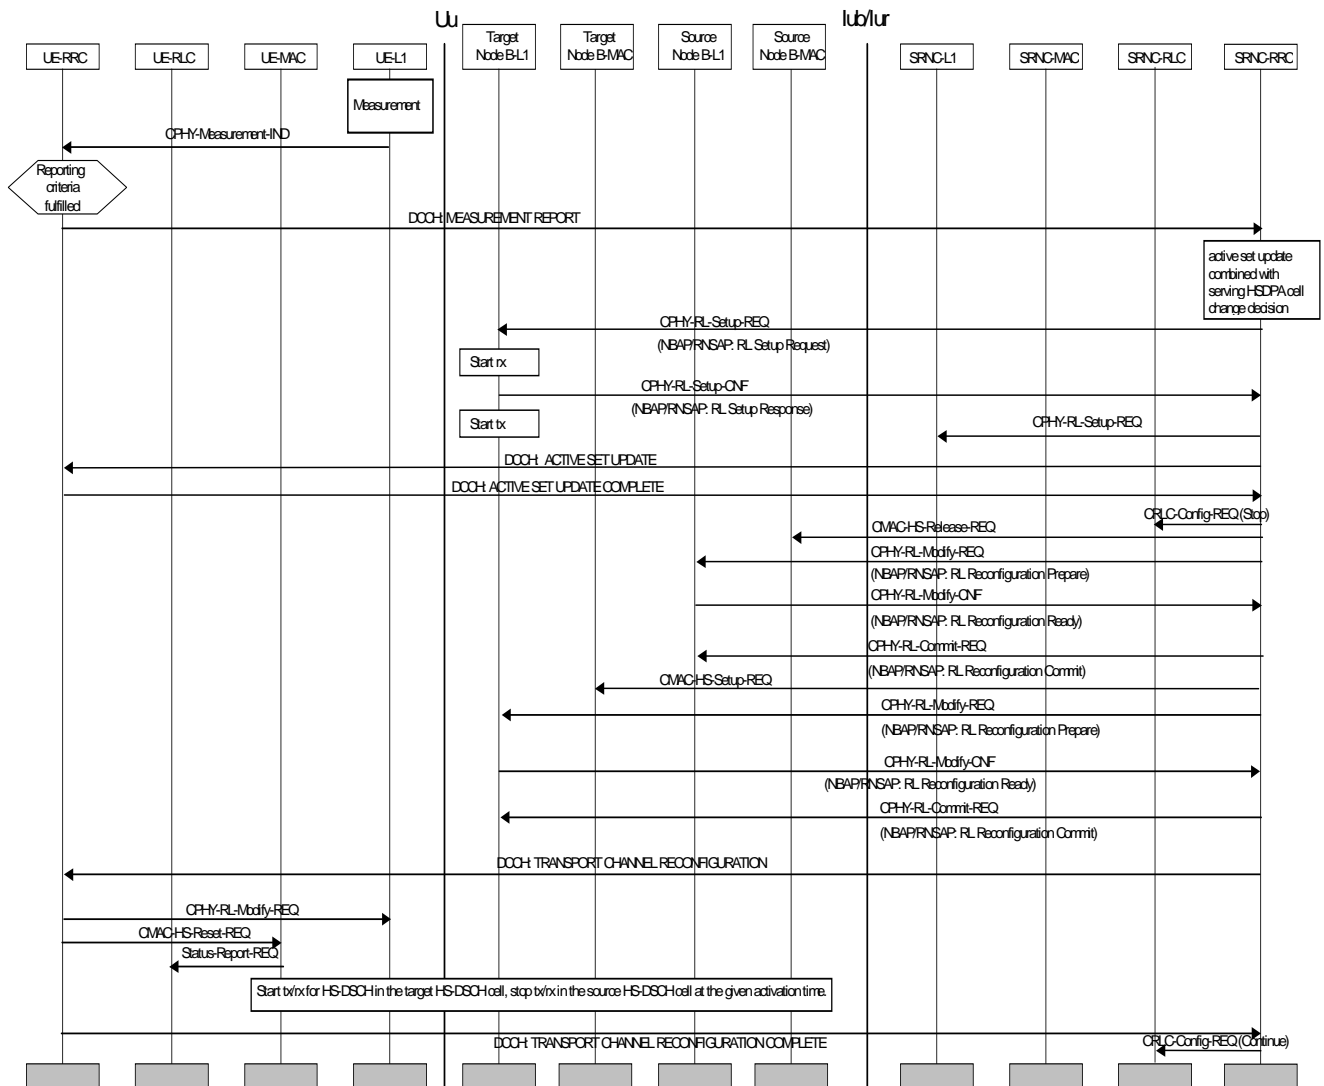 Uu
Iub/Iur
UE-RRC
UE-RLC
UE-MAC
UE-L1
Target
Node B-L1
Target
Node B-MAC
Source
Node B-L1
Source
Node B-MAC
SRNC-L1
SRNC-MAC
SRNC-RLC
SRNC-RRC
Measurement
CPHY-Measurement-IND
Reporting
criteria
fulfilled
DCCH: MEASUREMENT REPORT
active set update
combined with
serving HSDPA cell
change decision
CPHY-RL-Setup-REQ
(NBAP/RNSAP: RL Setup Request)
Start rx
CPHY-RL-Setup-CNF
(NBAP/RNSAP: RL Setup Response)
Start tx
CPHY-RL-Setup-REQ
DCCH: ACTIVE SET UPDATE
DCCH: ACTIVE SET UPDATE COMPLETE
CRLC-Config-REQ (Stop)
CMAC-HS-Release-REQ
CPHY-RL-Modify-REQ
(NBAP/RNSAP: RL Reconfiguration Prepare)
CPHY-RL-Modify-CNF
(NBAP/RNSAP: RL Reconfiguration Ready)
CPHY-RL-Commit-REQ
(NBAP/RNSAP: RL Reconfiguration Commit)
CMAC-HS-Setup-REQ
CPHY-RL-Modify-REQ
(NBAP/RNSAP: RL Reconfiguration Prepare)
CPHY-RL-Modify-CNF
(NBAP/RNSAP: RL Reconfiguration Ready)
CPHY-RL-Commit-REQ
(NBAP/RNSAP: RL Reconfiguration Commit)
DCCH: TRANSPORT CHANNEL RECONFIGURATION
CPHY-RL-Modify-REQ
CMAC-HS-Reset-REQ
Status-Report-REQ
Start tx/rx for HS-DSCH in the target HS-DSCH cell, stop tx/rx in the source HS-DSCH cell at the given activation time.
DCCH: TRANSPORT CHANNEL RECONFIGURATION COMPLETE
CRLC-Config-REQ (Continue)